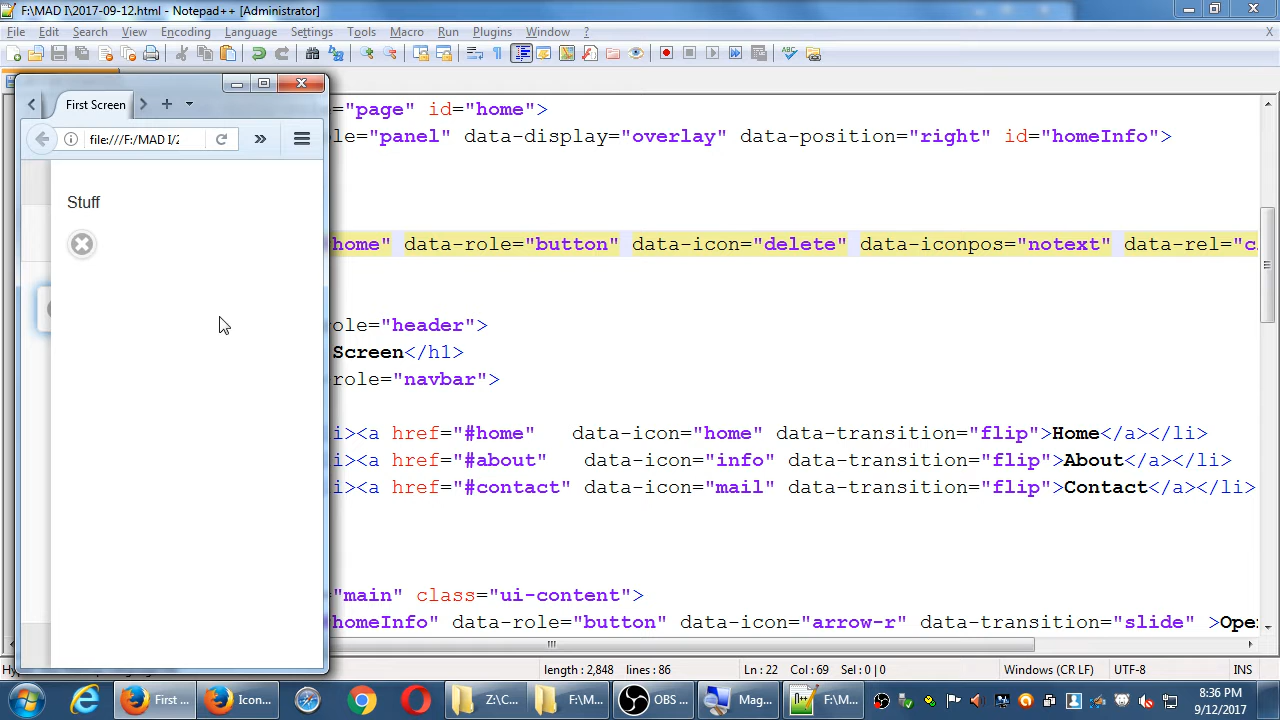 F:\MAD I\2017-09-12.html - Notepad++ [Administrator]
File Edit Search View Encoding Language Settings Tools Macro Run Plugins Window ? X
First Screen
file:///F:/MAD I/2
Stuff
="page" id="home">
le="panel" data-display="overlay" data-position="right" id="homeInfo">
home" data-role="button" data-icon="delete" data-iconpos="notext" data-rel="c
ole="header">
Screen</h1>
role="navbar">
i><a href="#home" data-icon="home" data-transition="flip">Home</a></li>
i><a href="#about" data-icon="info" data-transition="flip">About</a></li>
i><a href="#contact" data-icon="mail" data-transition="flip">Contact</a></li>
="main" class="ui-content">
homeInfo" data-role="button" data-icon="arrow-r" data-transition="slide" >Ope
length : 2,848 lines : 86 Ln : 22 Col : 69 Sel : 0 | 0 Windows (CR LF) UTF-8 INS
First ... Icon... Z:\C... F:\M... OBS ... Mag... F:\M...
8:36 PM
9/12/2017